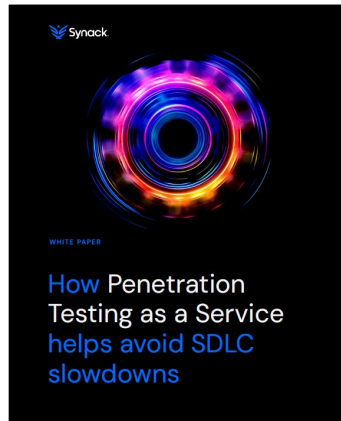 Synack
WHITE PAPER
How Penetration
Testing as a Service
helps avoid SDLC
slowdowns